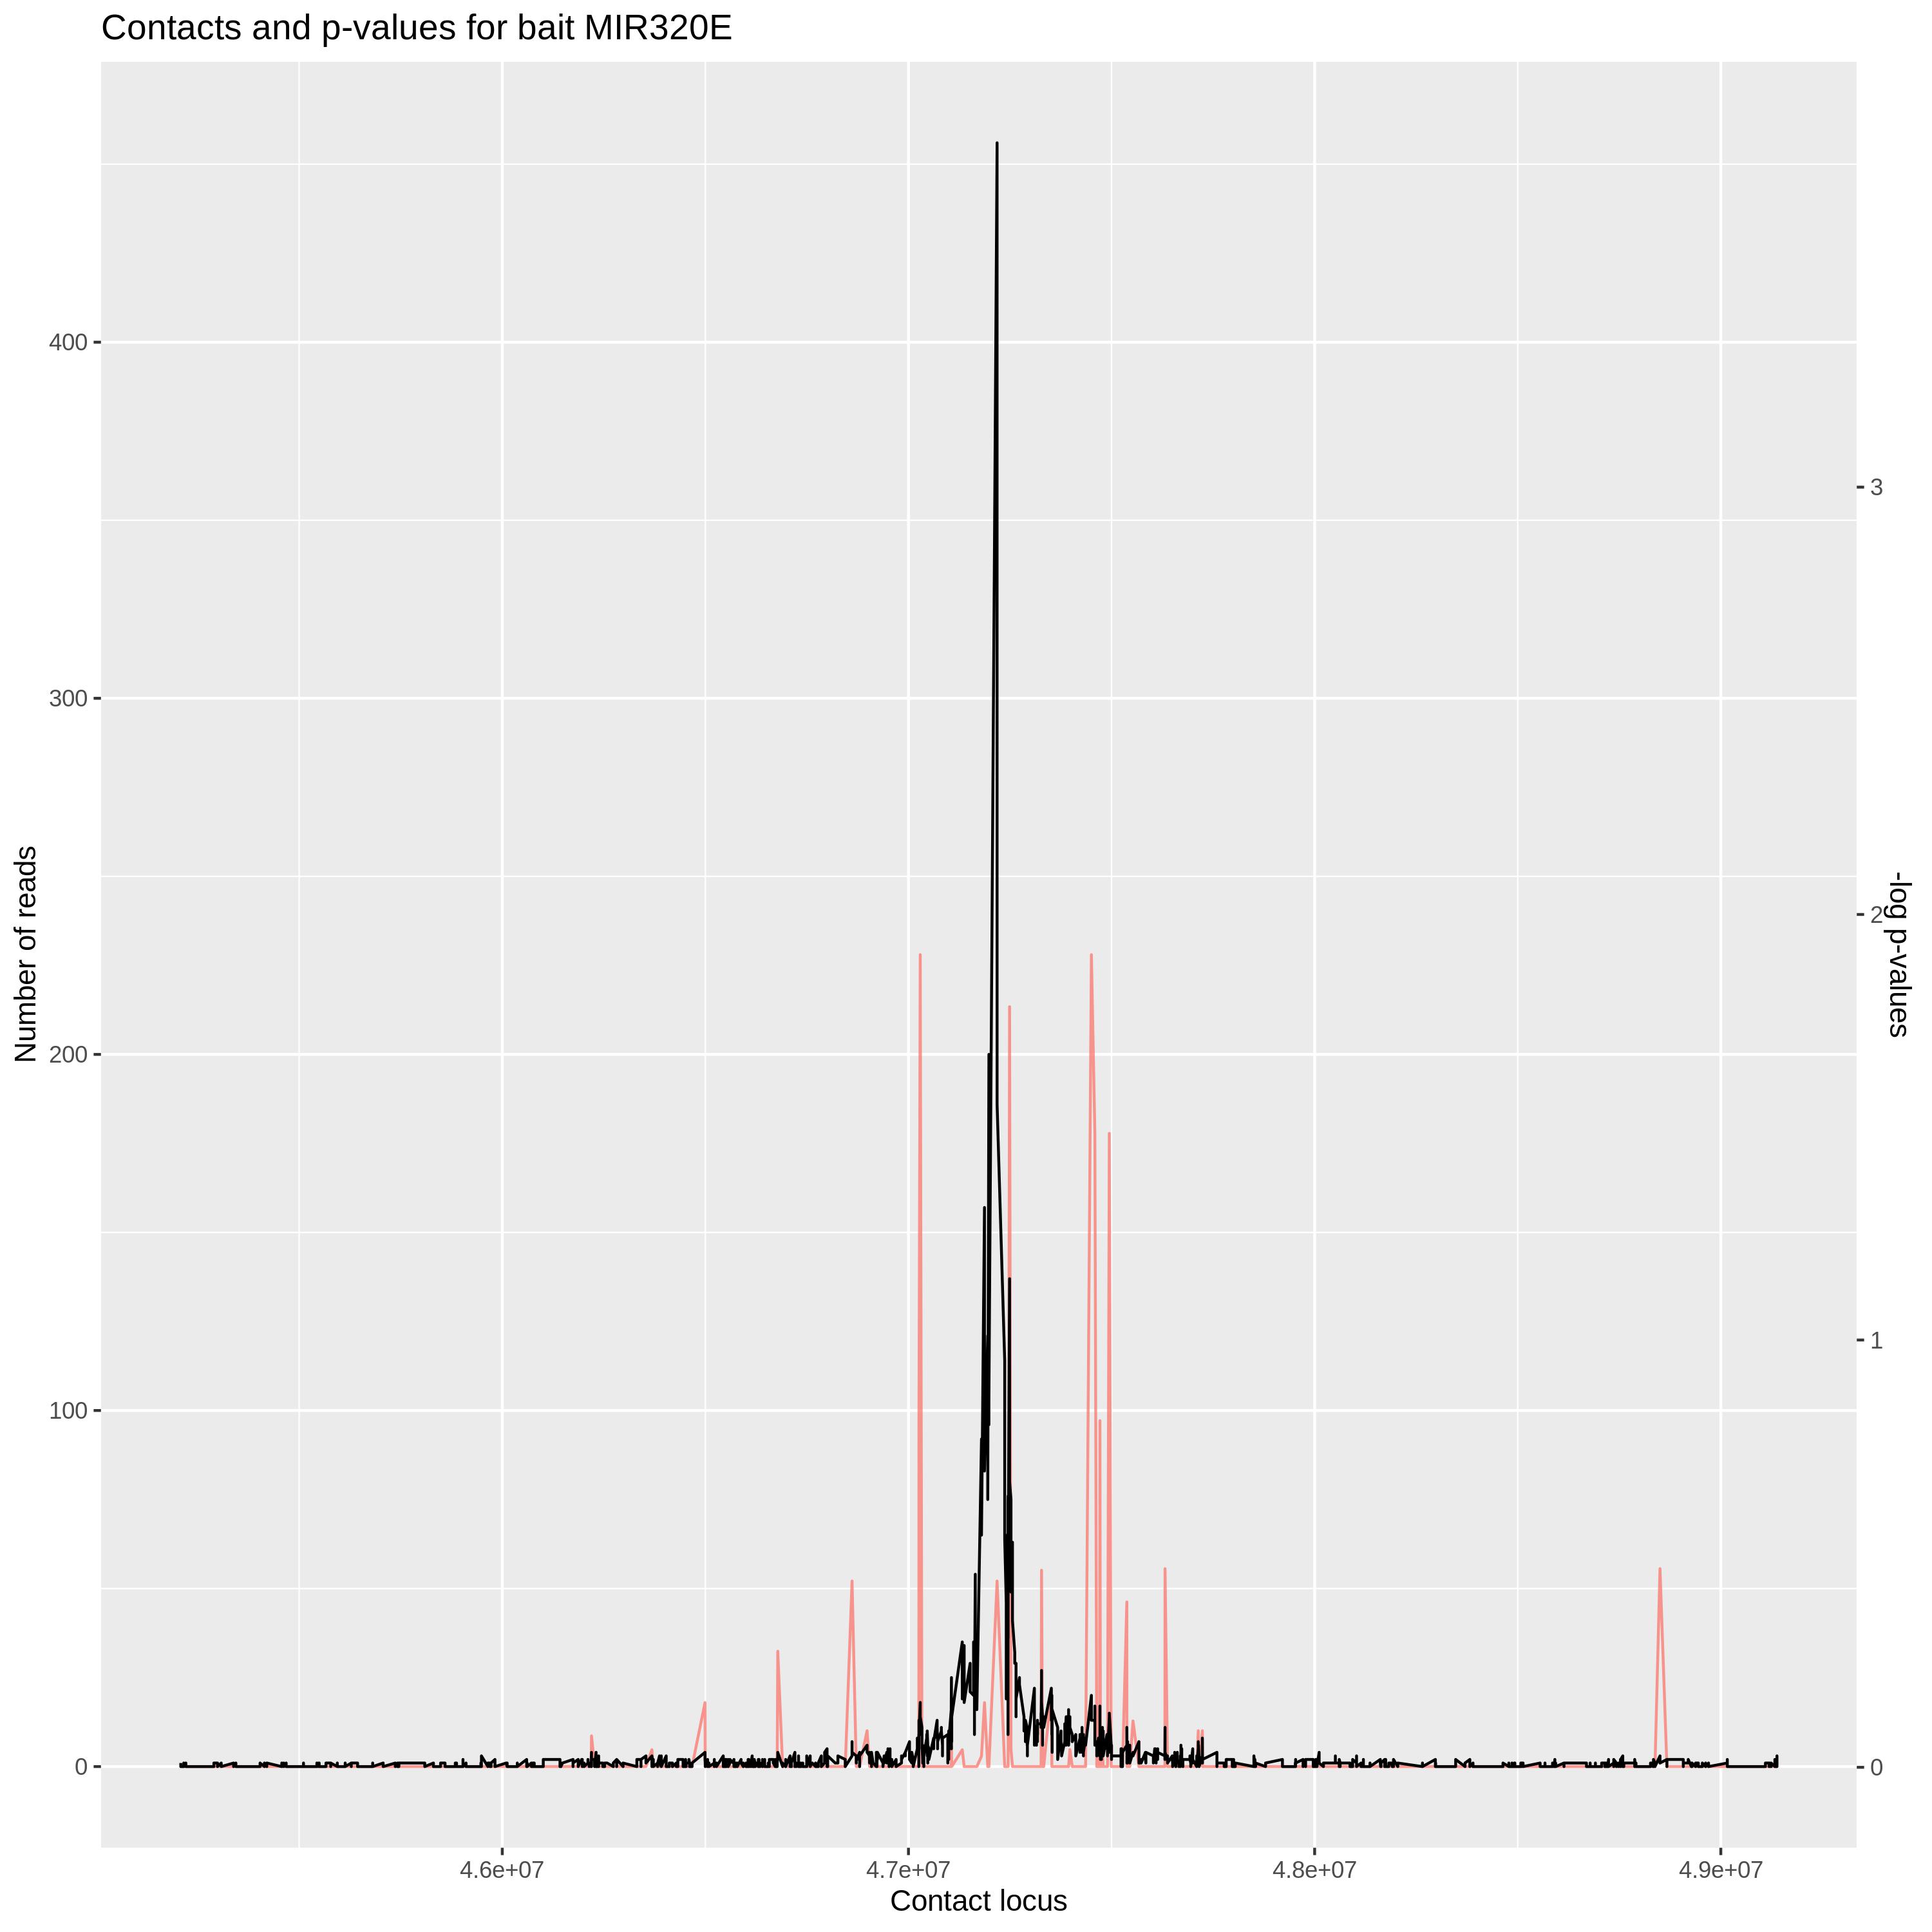 Contacts and p-values for bait MIR320E
400
300
200
100
0
Number of reads
3
2
1
0
-log p-values
4.6e+07 4.7e+07 4.8e+07 4.9e+07
Contact locus